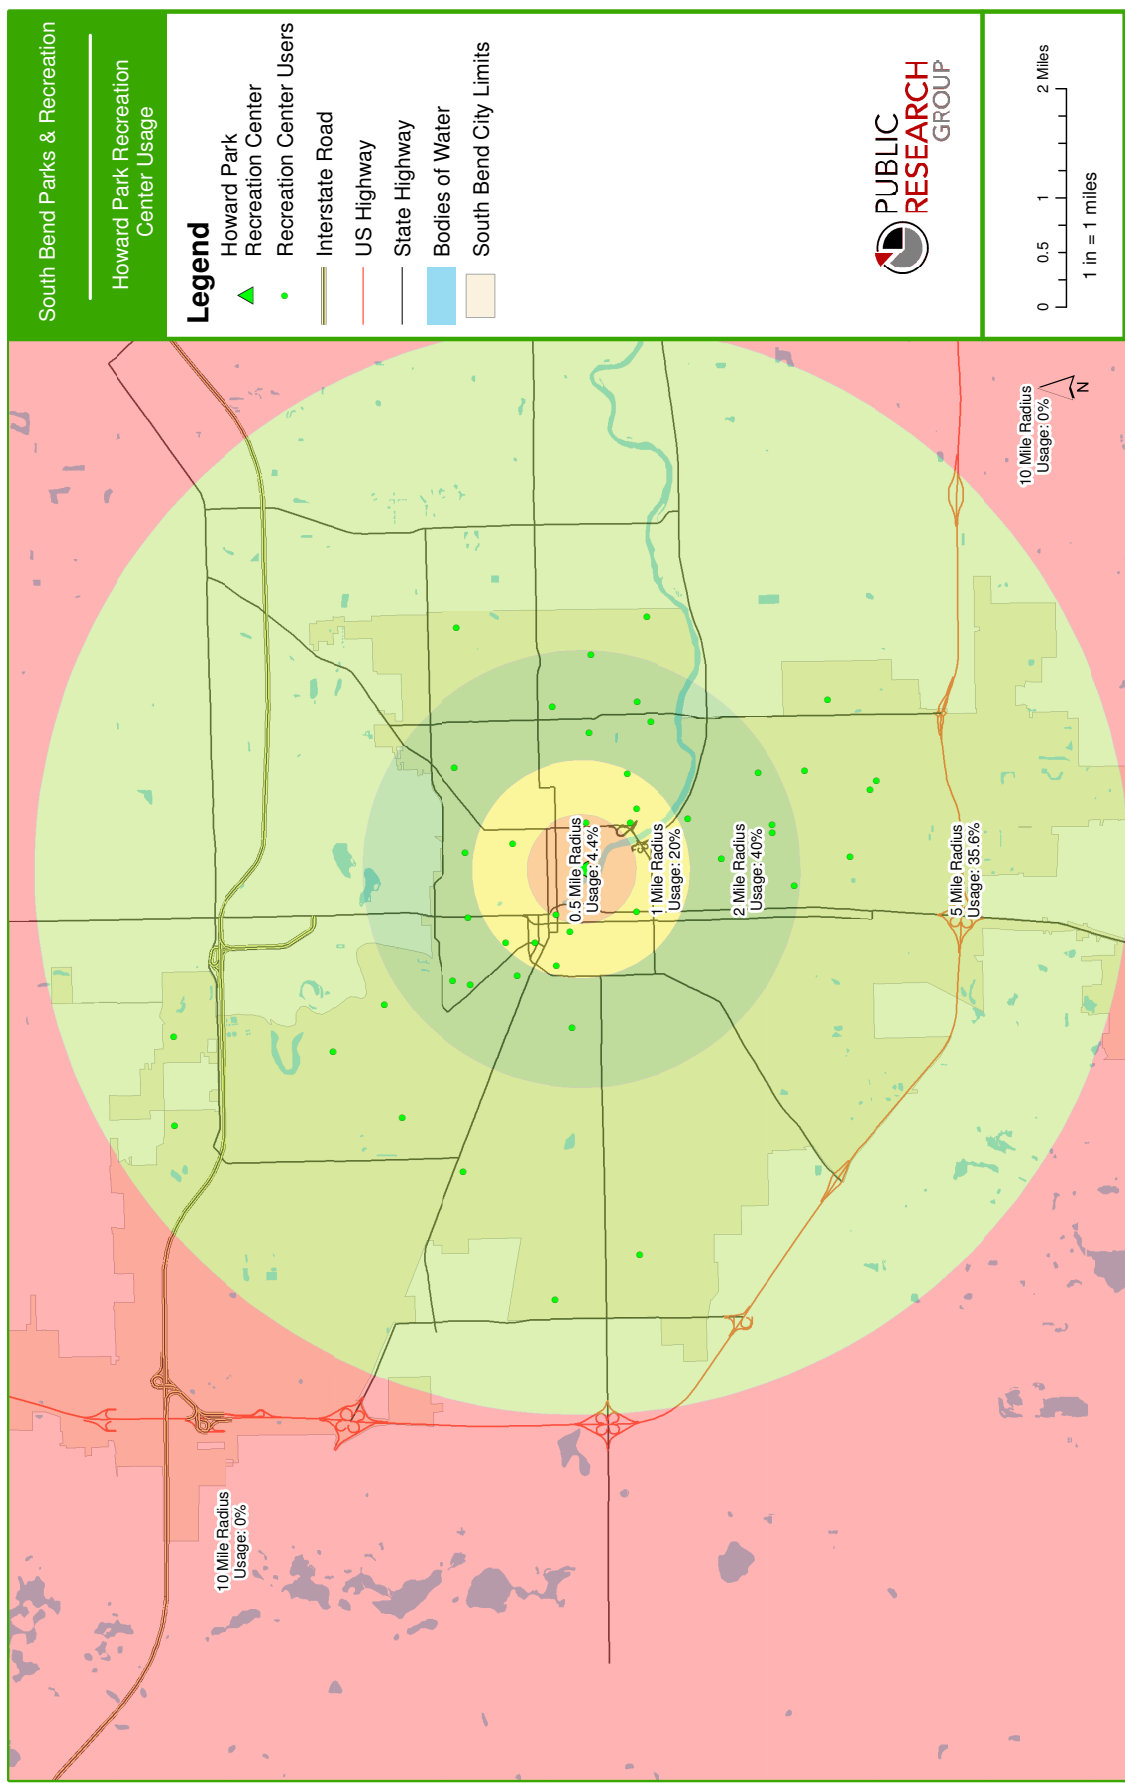 South Bend Parks & Recreation
Howard Park Recreation
Center Usage
Legend
Howard Park
Recreation Center
Recreation Center Users
Interstate Road
US Highway
State Highway
Bodies of Water
South Bend City Limits
PUBLIC
RESEARCH
GROUP
0 0.5 1 2 Miles
1 in = 1 miles
10 Mile Radius
Usage: 0%
0.5 Mile Radius
Usage: 4.4%
1 Mile Radius
Usage: 20%
2 Mile Radius
Usage: 40%
5 Mile Radius
Usage: 35.6%
10 Mile Radius
Usage: 0%
N